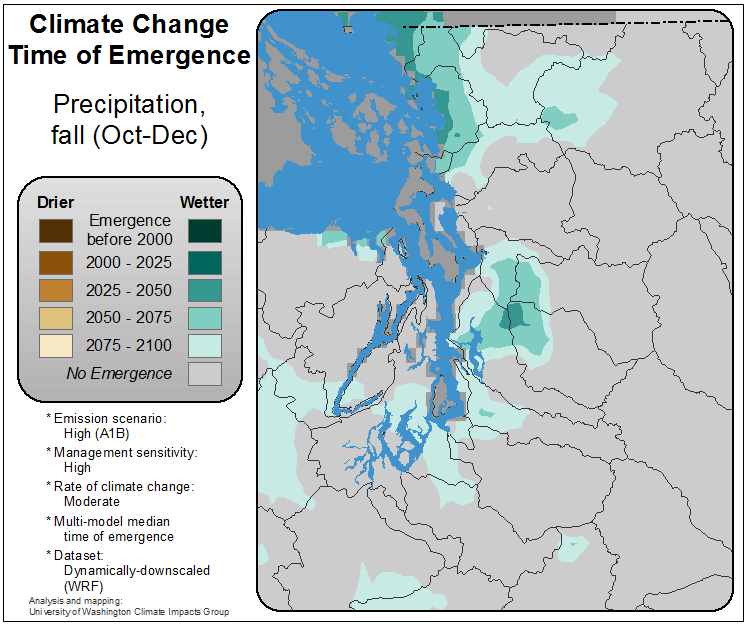 Climate Change
Time of Emergence
Precipitation,
fall (Oct-Dec)
Drier Wetter
Emergence
before 2000
2000 - 2025
2025 - 2050
2050 - 2075
2075 - 2100
No Emergence
* Emission scenario:
High (A1B)
* Management sensitivity:
High
* Rate of climate change:
Moderate
* Multi-model median
time of emergence
* Dataset:
Dynamically-downscaled
(WRF)
Analysis and mapping:
University of Washington Climate Impacts Group